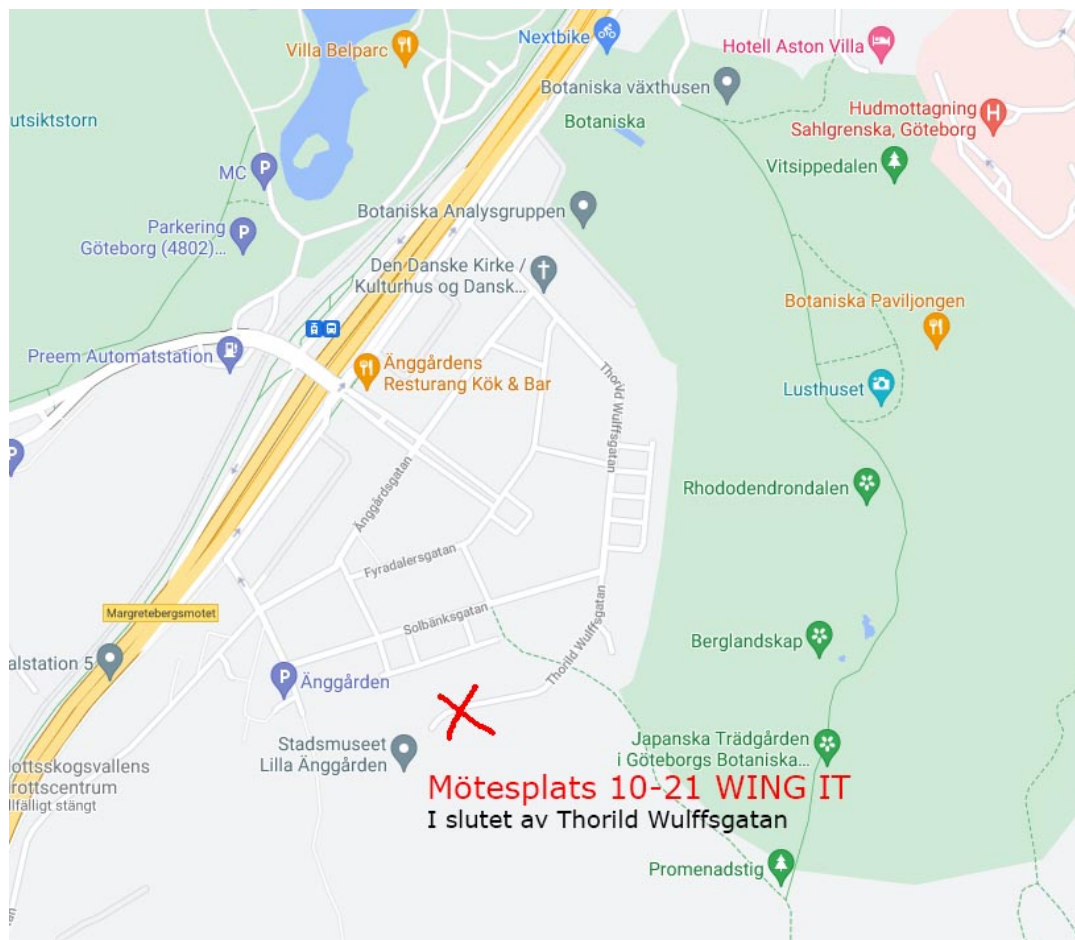 Villa Belparc
Nextbike
Hotell Aston Villa
Botaniska växthusen
Hudmottagning
Sahlgrenska, Göteborg
utsiktstorn
Botaniska
Vitsippedalen
MC
Botaniska Analysgruppen
Parkering
Göteborg (4802)...
Den Danske Kirke /
Kulturhus og Dansk...
Botaniska Paviljongen
Preem Automatstation
Änggårdens
Resturang Kök & Bar
Lusthuset
Thorild Wulffsgatan
Änggårdsgatan
Rhododendrondalen
Fyradalersgatan
Margretebergsmotet
Solbänksgatan
Thorild Wulffsgatan
Berglandskap
alstation 5
Änggården
Stadsmuseet
Lilla Änggården
Japanska Trädgården
i Göteborgs Botaniska...
lottsskogsvallens
rottscentrum
llfälligt stängt
Mötesplats 10-21 WING IT
I slutet av Thorild Wulffsgatan
Promenadstig